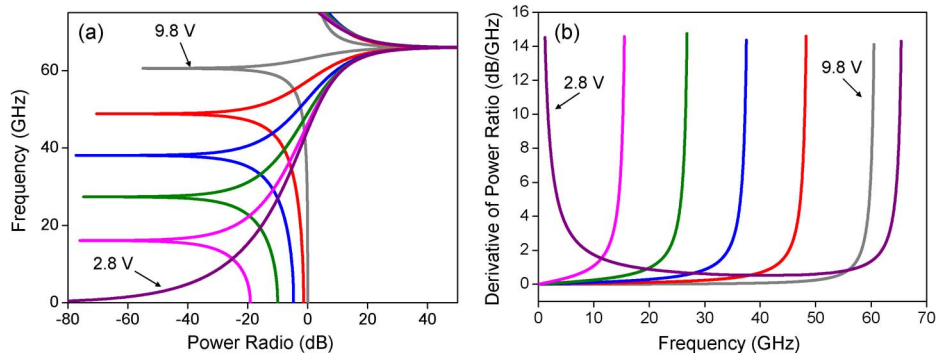 (a)
9.8 V
2.8 V
Frequency (GHz)
0
20
40
60
-80 -60 -40 -20 0 20 40
Power Radio (dB)
(b)
2.8 V
9.8 V
Derivative of Power Ratio (dB/GHz)
16
14
12
10
8
6
4
2
0
0 10 20 30 40 50 60 70
Frequency (GHz)